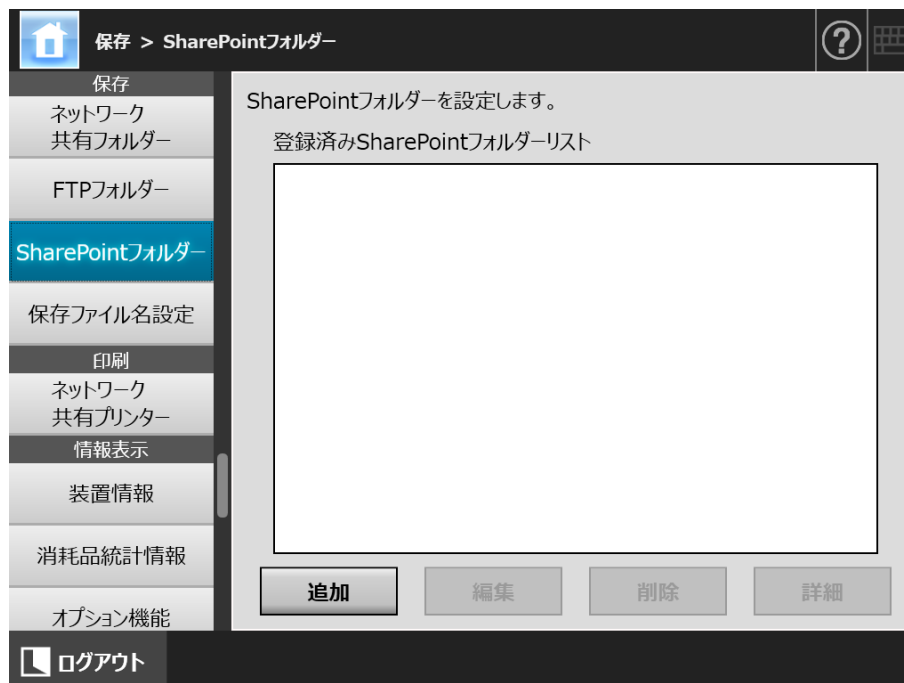 保存 > SharePointフォルダー
?
保存
ネットワーク
共有フォルダー
FTPフォルダー
SharePointフォルダー
保存ファイル名設定
印刷
ネットワーク
共有プリンター
情報表示
装置情報
消耗品統計情報
オプション機能
SharePointフォルダーを設定します。
登録済みSharePointフォルダーリスト
追加
編集
削除
詳細
ログアウト